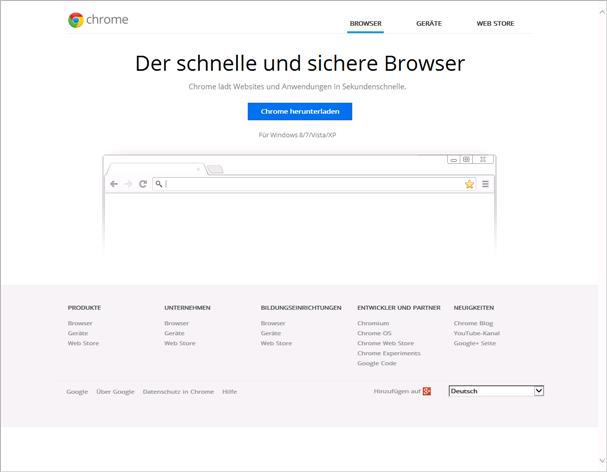 chrome
BROWSER GERÄTE WEB STORE
Der schnelle und sichere Browser
Chrome lädt Websites und Anwendungen in Sekundenschnelle.
Chrome herunterladen
Für Windows 8/7/Vista/XP
PRODUKTE UNTERNEHMEN BILDUNGSEINRICHTUNGEN ENTWICKLER UND PARTNER NEUIGKEITEN
Browser Browser Browser Chromium Chrome Blog
Geräte Geräte Geräte Chrome OS YouTube-Kanal
Web Store Web Store Web Store Chrome Web Store Google+ Seite
Chrome Experiments
Google Code
Google Über Google Datenschutz in Chrome Hilfe Hinzufügen auf Deutsch